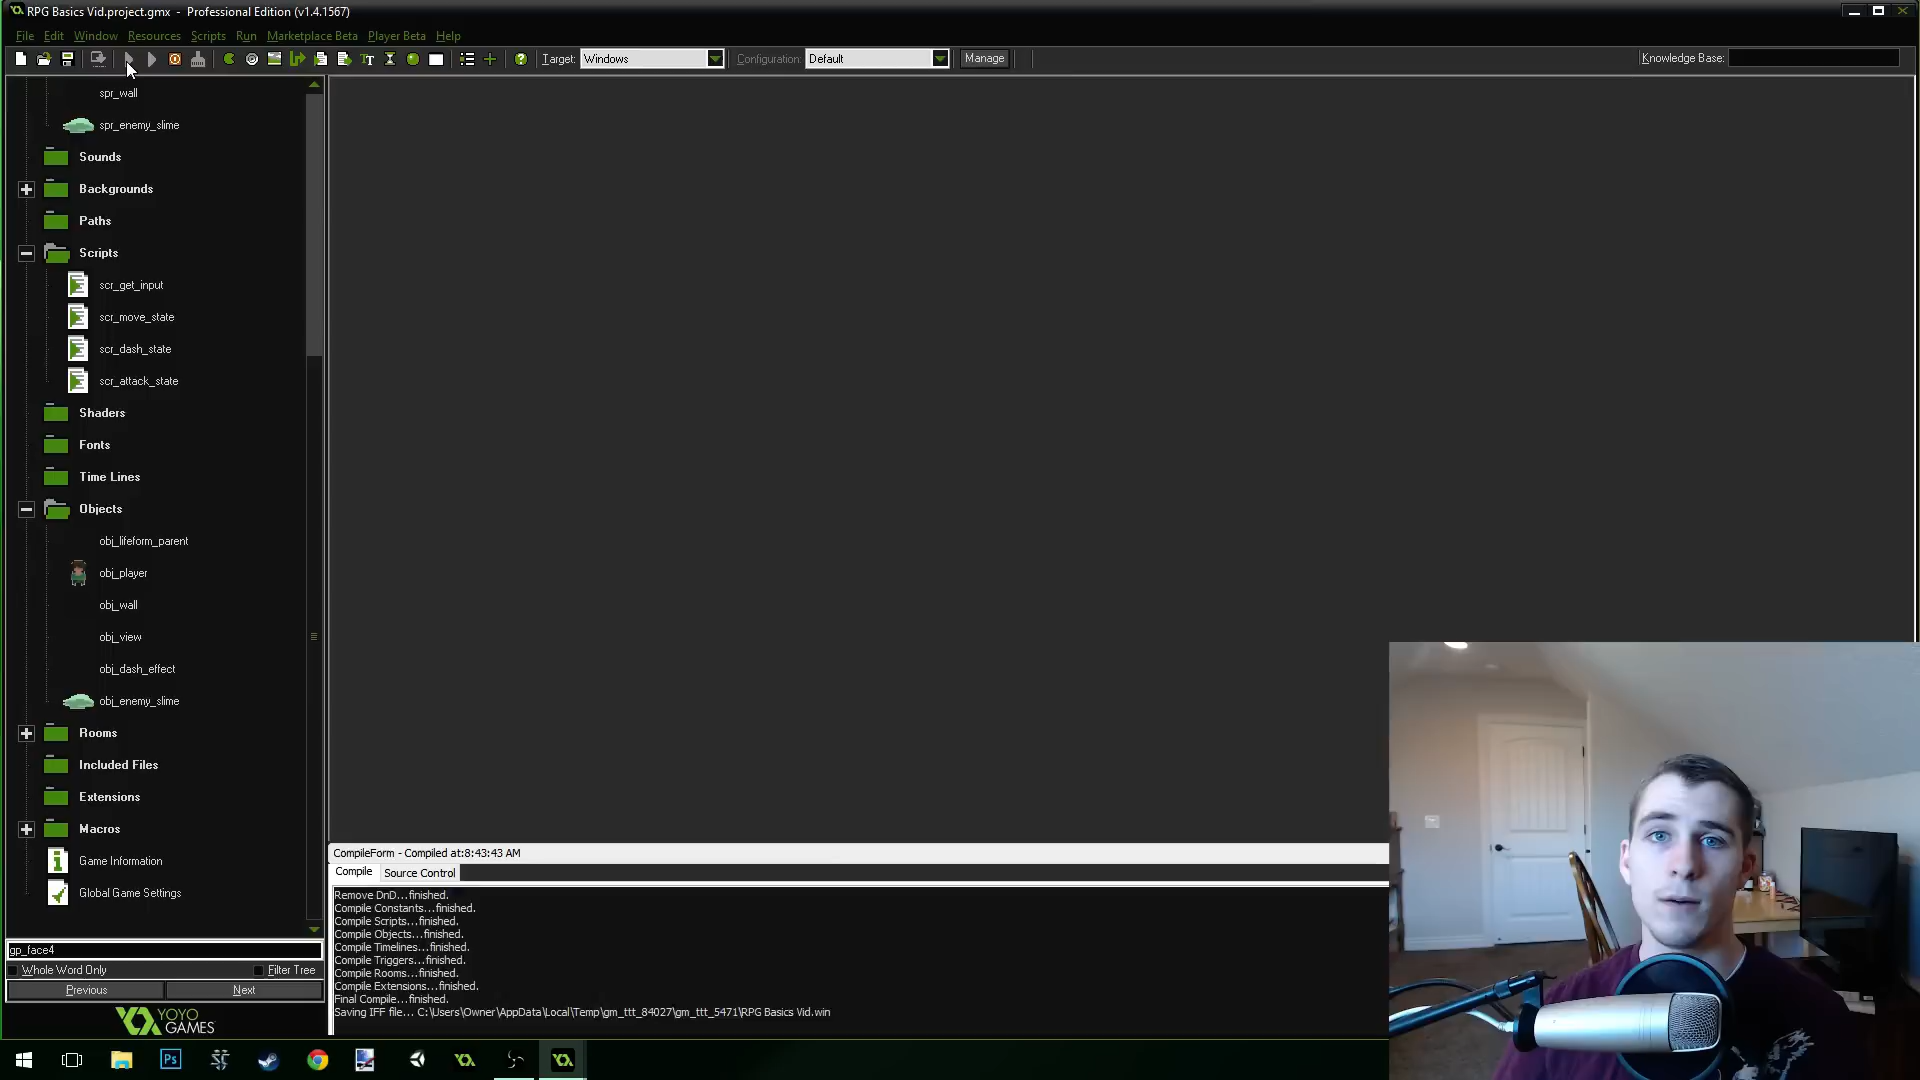 RPG Basics Vid.project.gmx - Professional Edition (v1.4.1567)
File Edit Window Resources Scripts Run Marketplace Beta Player Beta Help
Target: Windows Configuration: Default Manage Knowledge Base:
spr_wall
spr_enemy_slime
Sounds
Backgrounds
Paths
Scripts
scr_get_input
scr_move_state
scr_dash_state
scr_attack_state
Shaders
Fonts
Time Lines
Objects
obj_lifeform_parent
obj_player
obj_wall
obj_view
obj_dash_effect
obj_enemy_slime
Rooms
Included Files
Extensions
Macros
Game Information
Global Game Settings
gp_face4
Whole Word Only Filter Tree
Previous Next
YOYO
GAMES
CompileForm - Compiled at:8:43:43 AM
Compile Source Control
Remove DnD...finished.
Compile Constants...finished.
Compile Scripts...finished.
Compile Objects...finished.
Compile Timelines...finished.
Compile Triggers...finished.
Compile Rooms...finished.
Compile Extensions...finished.
Final Compile...finished.
Saving IFF file... C:\Users\Owner\AppData\Local\Temp\gm_ttt_84027\gm_ttt_5471\RPG Basics Vid.win
Ps